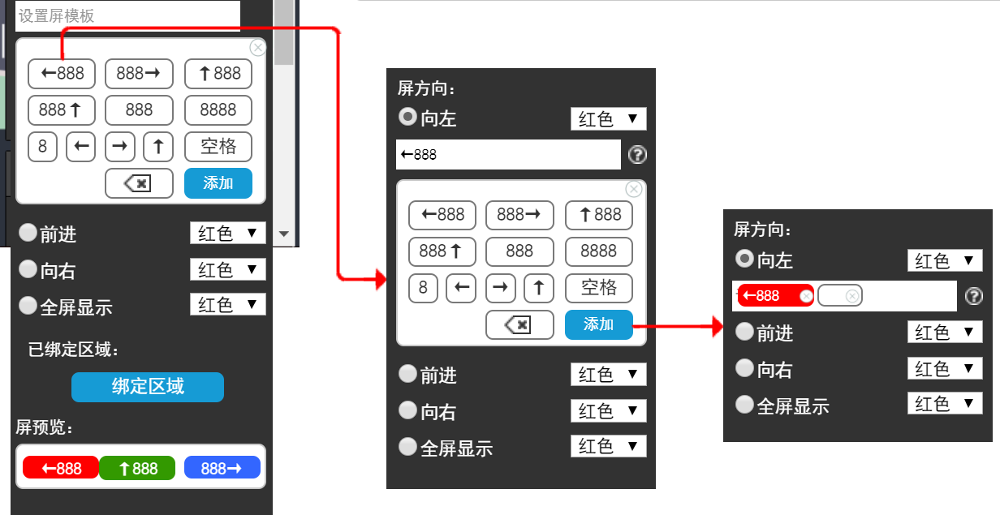 设置屏模板
←888 888→ ↑888
888↑ 888 8888
8 ← → ↑ 空格
添加
前进 红色
向右 红色
全屏显示 红色
已绑定区域：
绑定区域
屏预览：
←888 ↑888 888→
屏方向：
向左 红色
←888
←888 888→ ↑888
888↑ 888 8888
8 ← → ↑ 空格
添加
前进 红色
向右 红色
全屏显示 红色
屏方向：
向左 红色
←888
前进 红色
向右 红色
全屏显示 红色